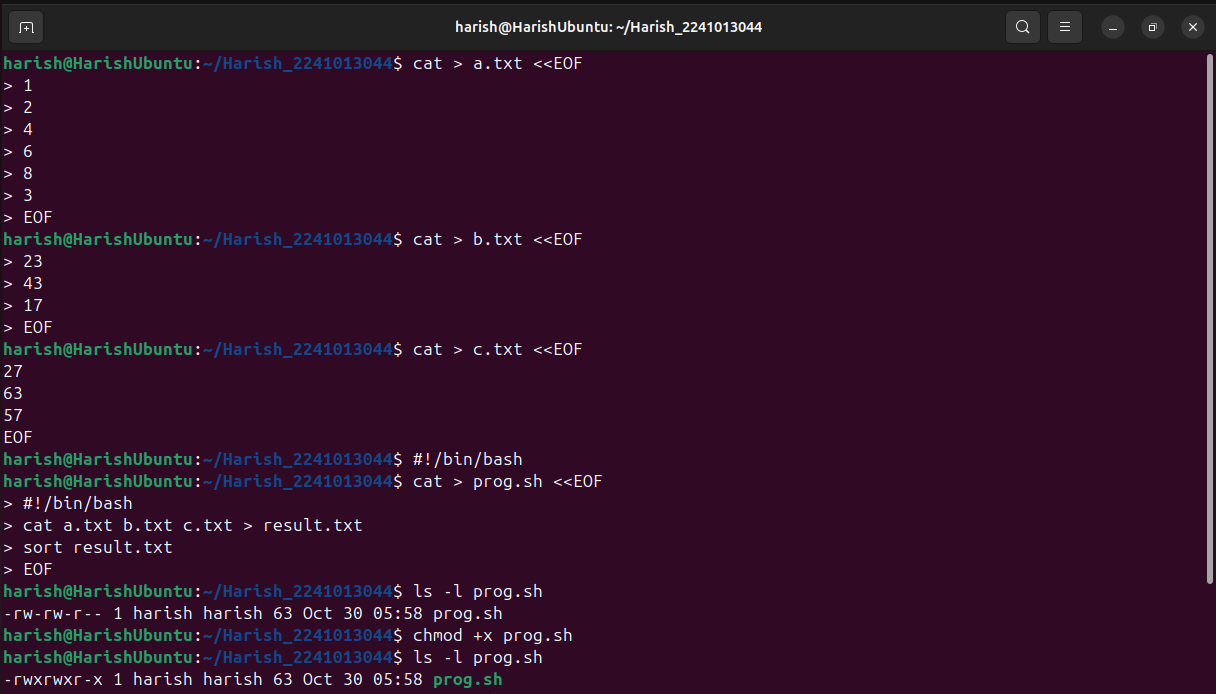 harish@HarishUbuntu: ~/Harish_2241013044
harish@HarishUbuntu:~/Harish_2241013044$ cat > a.txt <<EOF
> 1
> 2
> 4
> 6
> 8
> 3
> EOF
harish@HarishUbuntu:~/Harish_2241013044$ cat > b.txt <<EOF
> 23
> 43
> 17
> EOF
harish@HarishUbuntu:~/Harish_2241013044$ cat > c.txt <<EOF
27
63
57
EOF
harish@HarishUbuntu:~/Harish_2241013044$ #!/bin/bash
harish@HarishUbuntu:~/Harish_2241013044$ cat > prog.sh <<EOF
> #!/bin/bash
> cat a.txt b.txt c.txt > result.txt
> sort result.txt
> EOF
harish@HarishUbuntu:~/Harish_2241013044$ ls -l prog.sh
-rw-rw-r-- 1 harish harish 63 Oct 30 05:58 prog.sh
harish@HarishUbuntu:~/Harish_2241013044$ chmod +x prog.sh
harish@HarishUbuntu:~/Harish_2241013044$ ls -l prog.sh
-rwxrwxr-x 1 harish harish 63 Oct 30 05:58 prog.sh